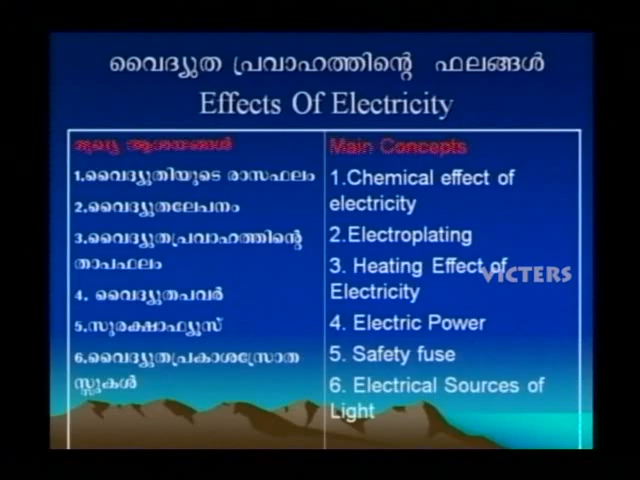 വൈദ്യുത പ്രവാഹത്തിന്റെ ഫലങ്ങൾ
Effects Of Electricity
മുഖ്യ ആശയങ്ങൾ
1.വൈദ്യുതിയുടെ രാസഫലം
2.വൈദ്യുതലേപനം
3.വൈദ്യുതപ്രവാഹത്തിന്റെ
താപഫലം
4. വൈദ്യുതപവർ
5.സുരക്ഷാഫ്യൂസ്
6.വൈദ്യുതപ്രകാശസ്രോത
സ്സുകൾ
Main Concepts
1.Chemical effect of
electricity
2.Electroplating
3. Heating Effect of
Electricity
4. Electric Power
5. Safety fuse
6. Electrical Sources of
Light
VICTERS